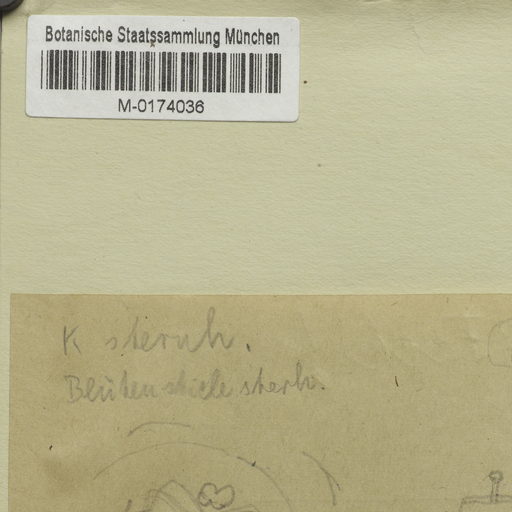 Botanische Staatssammlung München
M-0174036
K sternh.
Blütenstiele sternh.